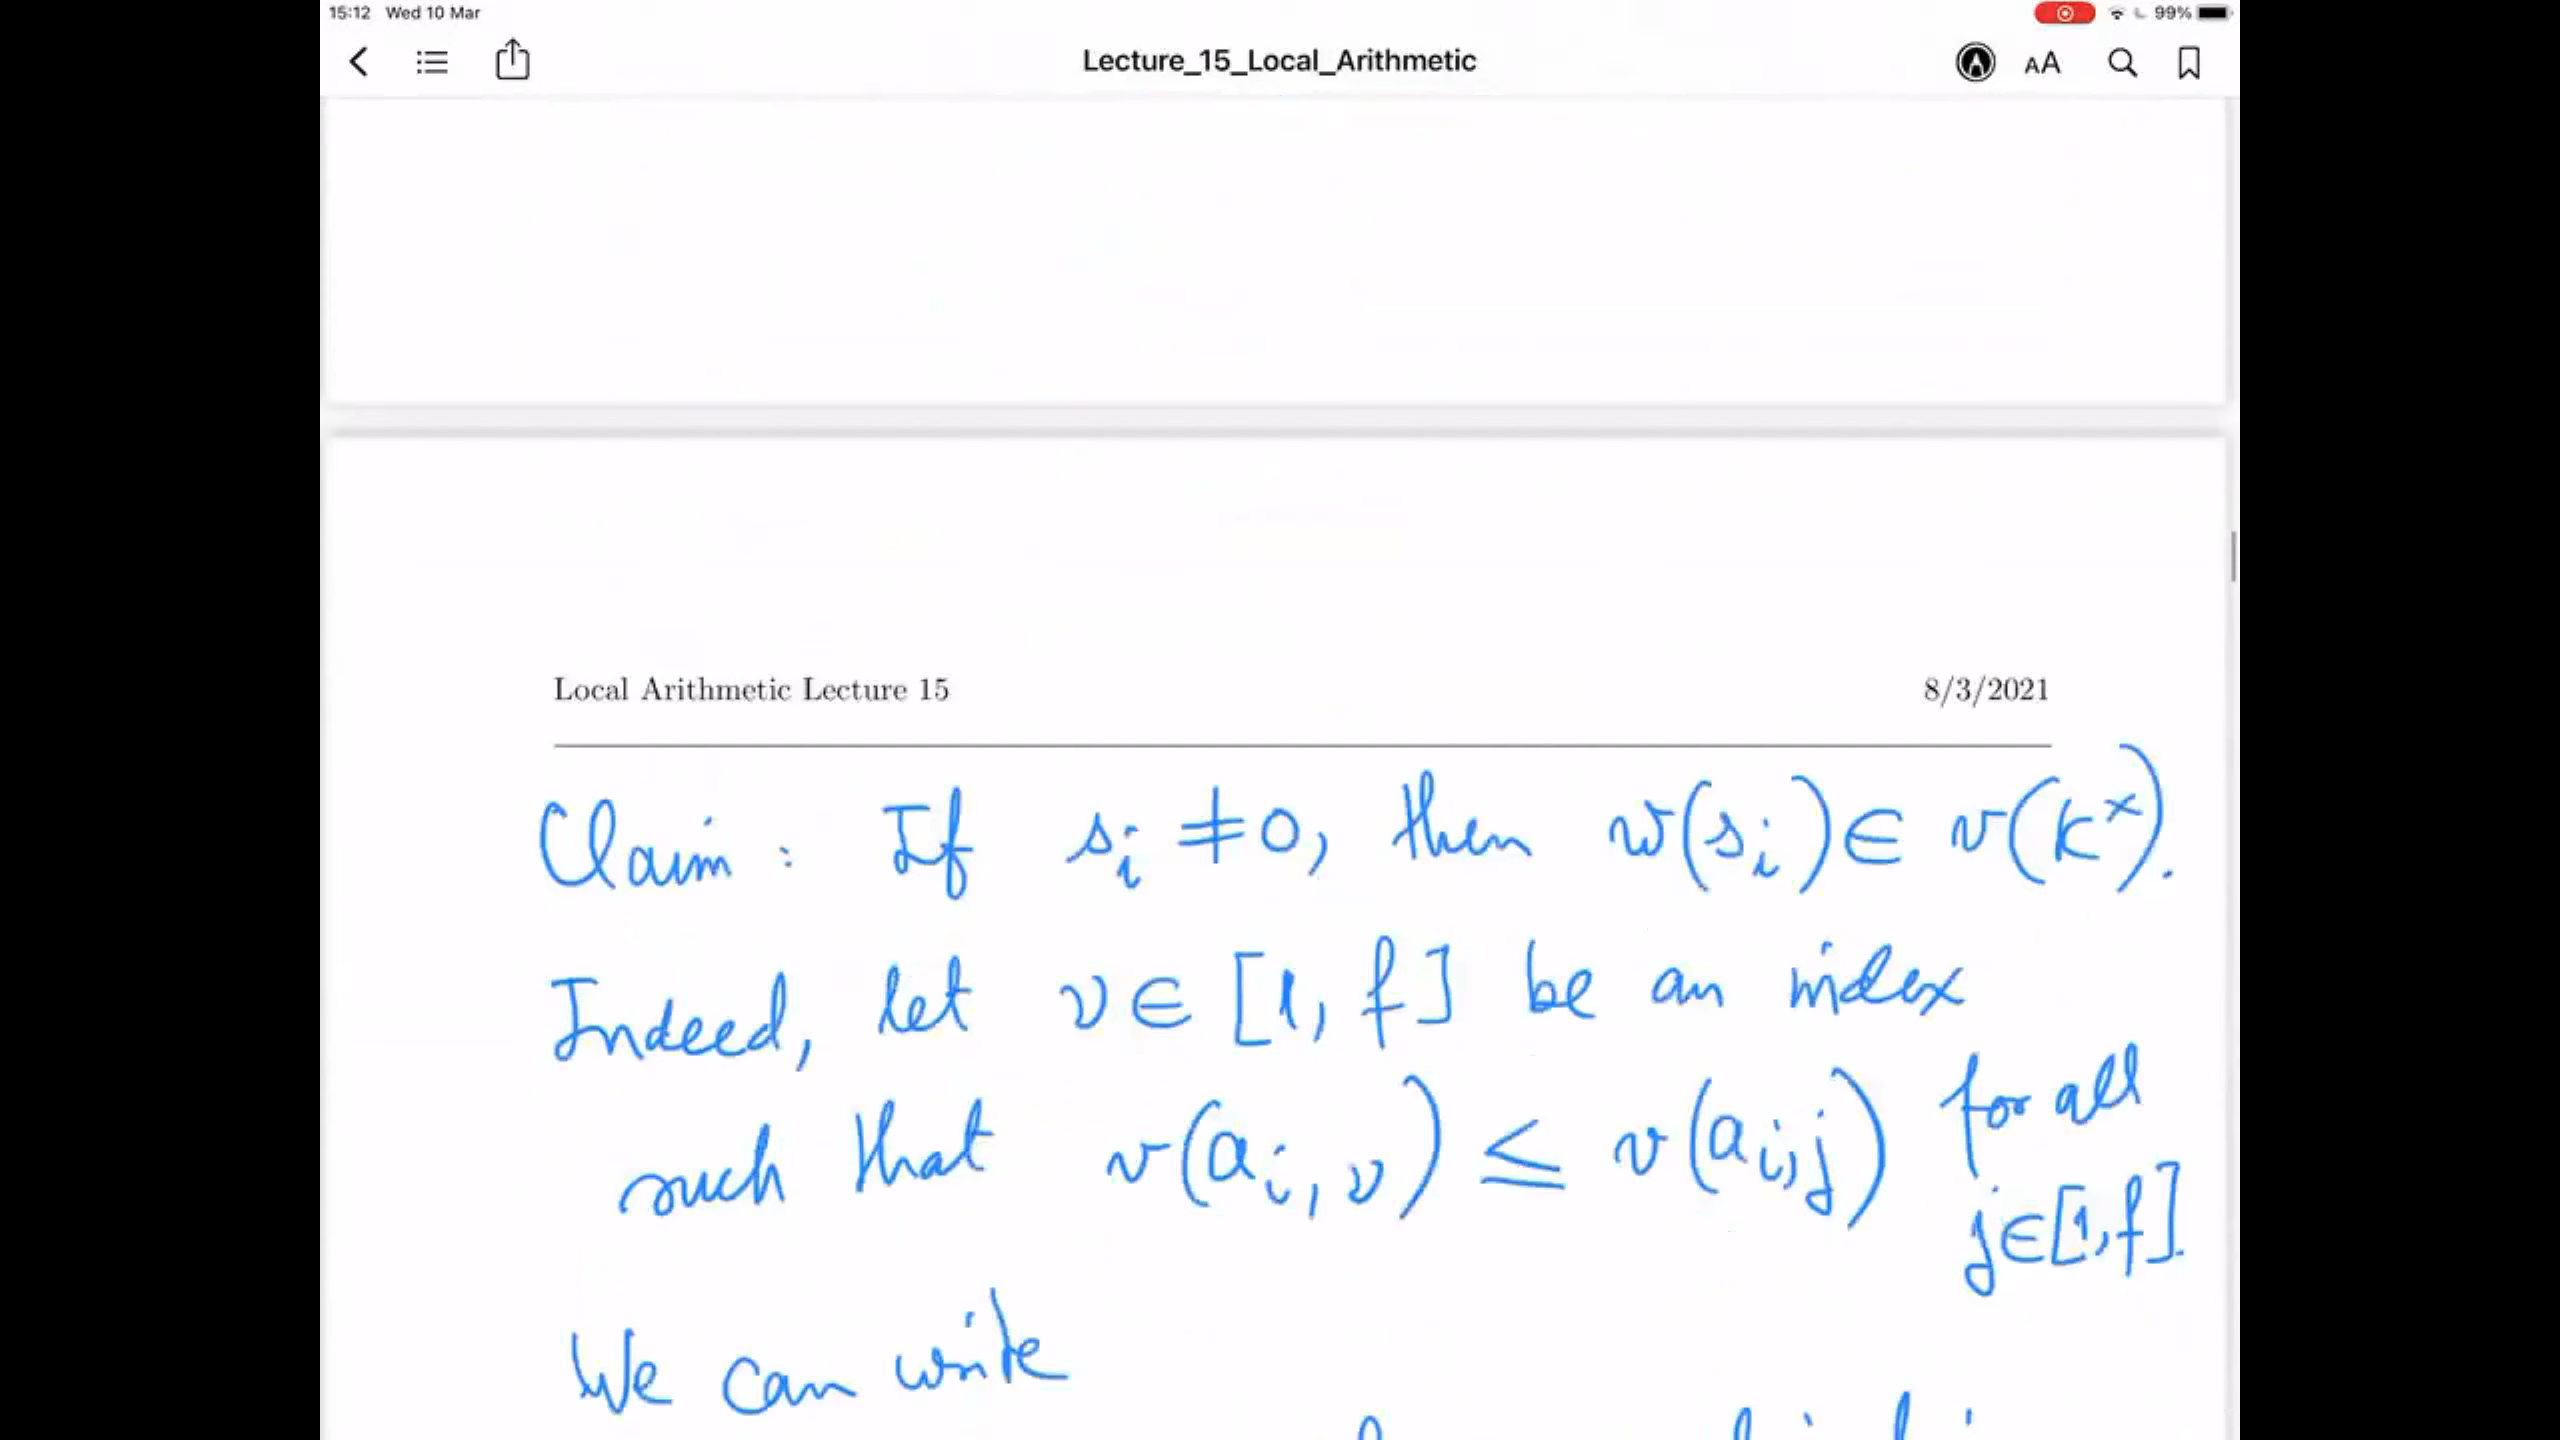 15:12 Wed 10 Mar 99%
Lecture_15_Local_Arithmetic
AA
Local Arithmetic Lecture 15 8/3/2021
Claim: If s_i ≠ 0, then w(s_i) ∈ v(K^×).
Indeed, let ν ∈ [1, f] be an index
such that v(a_{i,ν}) ≤ v(a_{i,j}) for all
j∈[1,f].
We can write